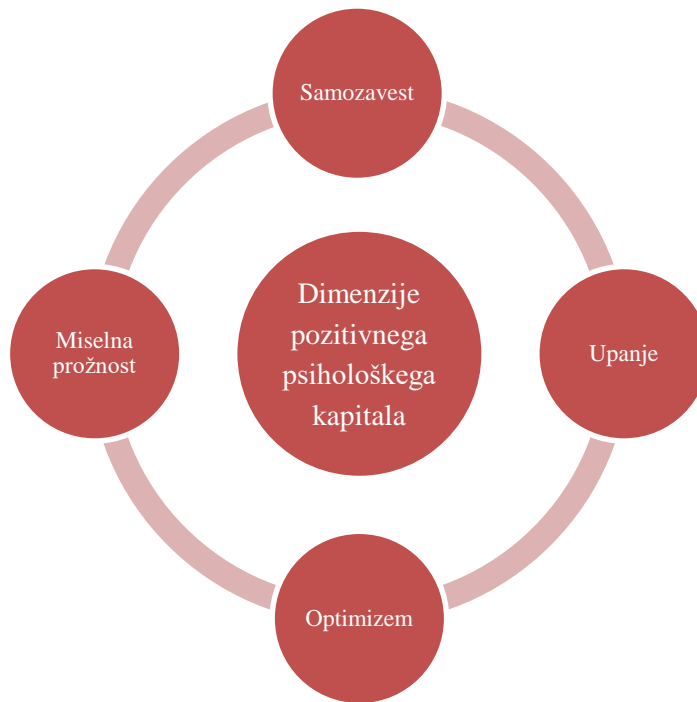 Samozavest
Dimenzije
pozitivnega
psihološkega
kapitala
Miselna
prožnost
Upanje
Optimizem